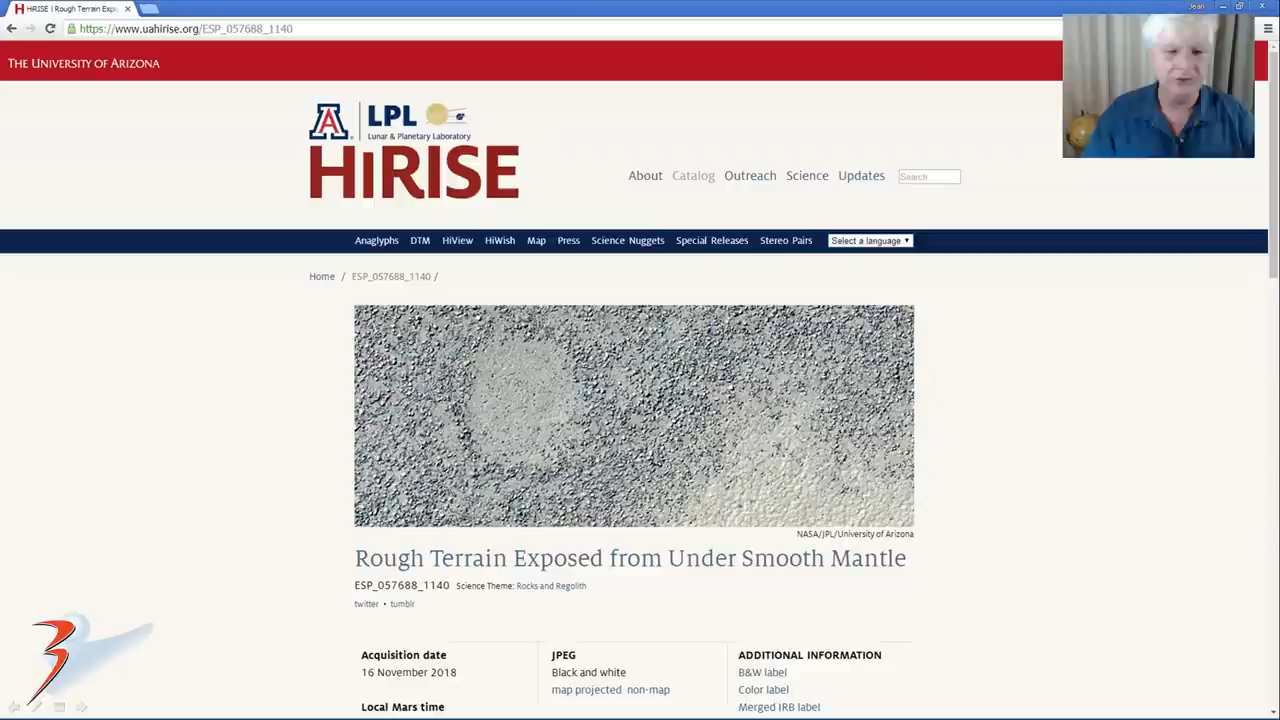 HiRISE | Rough Terrain Exp
Jean
https://www.uahirise.org/ESP_057688_1140
THE UNIVERSITY OF ARIZONA
A LPL
Lunar & Planetary Laboratory
HiRISE
About Catalog Outreach Science Updates Search
Anaglyphs DTM HiView HiWish Map Press Science Nuggets Special Releases Stereo Pairs Select a language
Home / ESP_057688_1140 /
NASA/JPL/University of Arizona
Rough Terrain Exposed from Under Smooth Mantle
ESP_057688_1140 Science Theme: Rocks and Regolith
twitter • tumblr
Acquisition date
16 November 2018
Local Mars time
JPEG
Black and white
map projected non-map
ADDITIONAL INFORMATION
B&W label
Color label
Merged IRB label